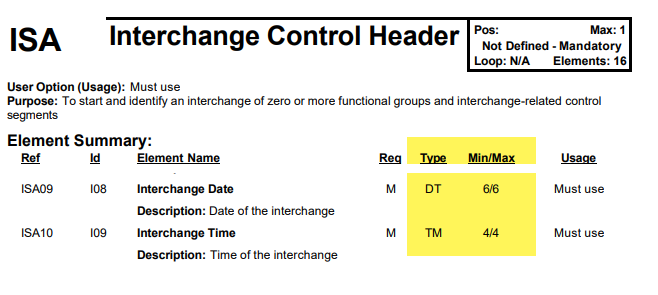 ISA
Interchange Control Header
Pos: Max: 1
Not Defined - Mandatory
Loop: N/A Elements: 16
User Option (Usage): Must use
Purpose: To start and identify an interchange of zero or more functional groups and interchange-related control
segments
Element Summary:
Ref Id Element Name Req Type Min/Max Usage
ISA09 I08 Interchange Date M DT 6/6 Must use
Description: Date of the interchange
ISA10 I09 Interchange Time M TM 4/4 Must use
Description: Time of the interchange